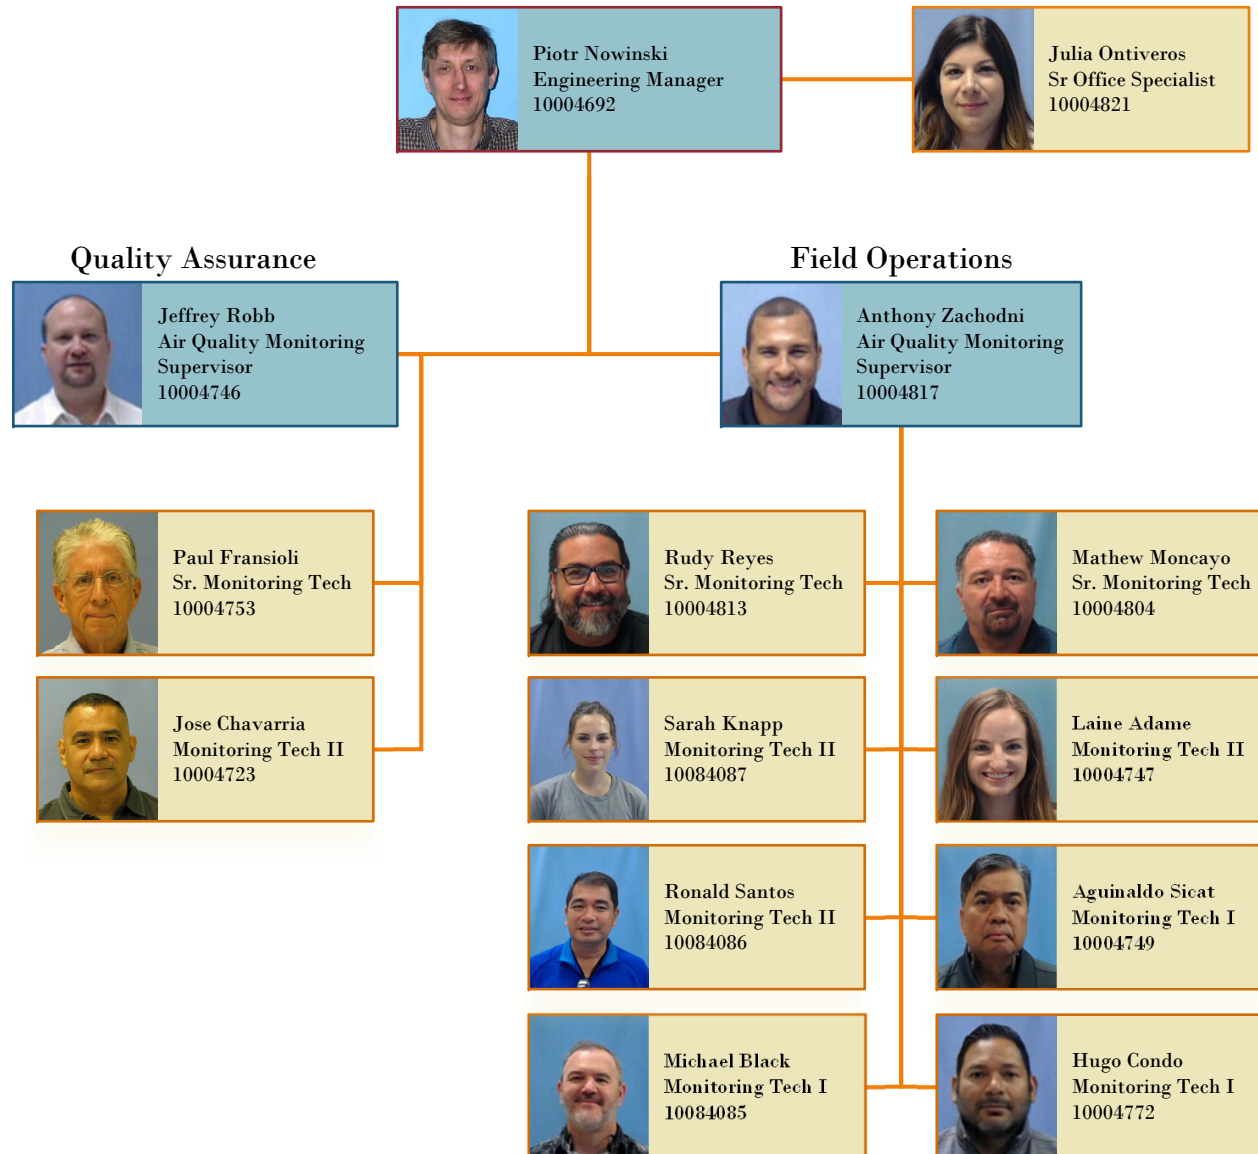 Piotr Nowinski
Engineering Manager
10004692
Julia Ontiveros
Sr Office Specialist
10004821
Quality Assurance
Jeffrey Robb
Air Quality Monitoring
Supervisor
10004746
Field Operations
Anthony Zachodni
Air Quality Monitoring
Supervisor
10004817
Paul Fransioli
Sr. Monitoring Tech
10004753
Jose Chavarria
Monitoring Tech II
10004723
Rudy Reyes
Sr. Monitoring Tech
10004813
Mathew Moncayo
Sr. Monitoring Tech
10004804
Sarah Knapp
Monitoring Tech II
10084087
Laine Adame
Monitoring Tech II
10004747
Ronald Santos
Monitoring Tech II
10084086
Aguinaldo Sicat
Monitoring Tech I
10004749
Michael Black
Monitoring Tech I
10084085
Hugo Condo
Monitoring Tech I
10004772